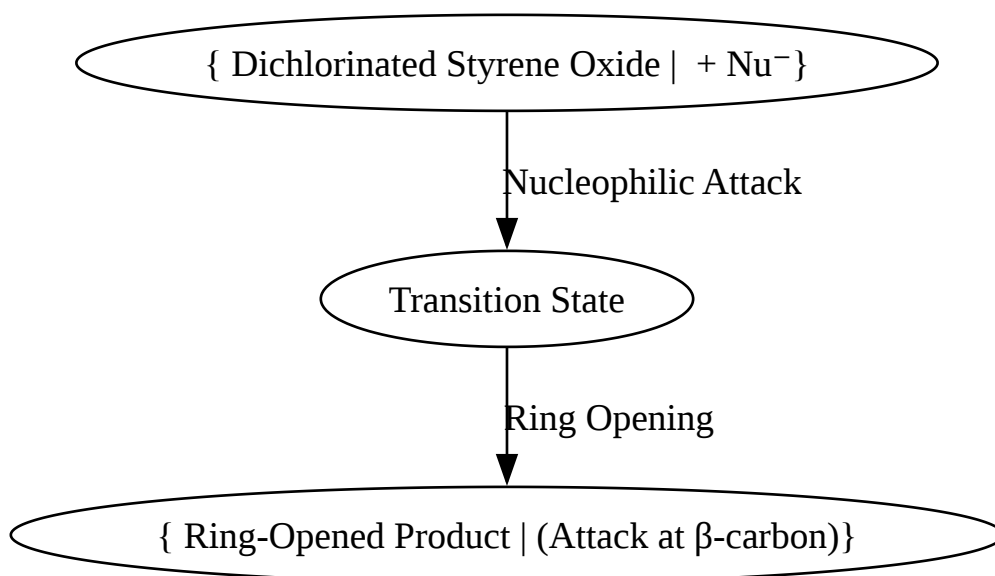 { Dichlorinated Styrene Oxide |  + Nu⁻}
Nucleophilic Attack
Transition State
Ring Opening
{ Ring-Opened Product | (Attack at β-carbon)}